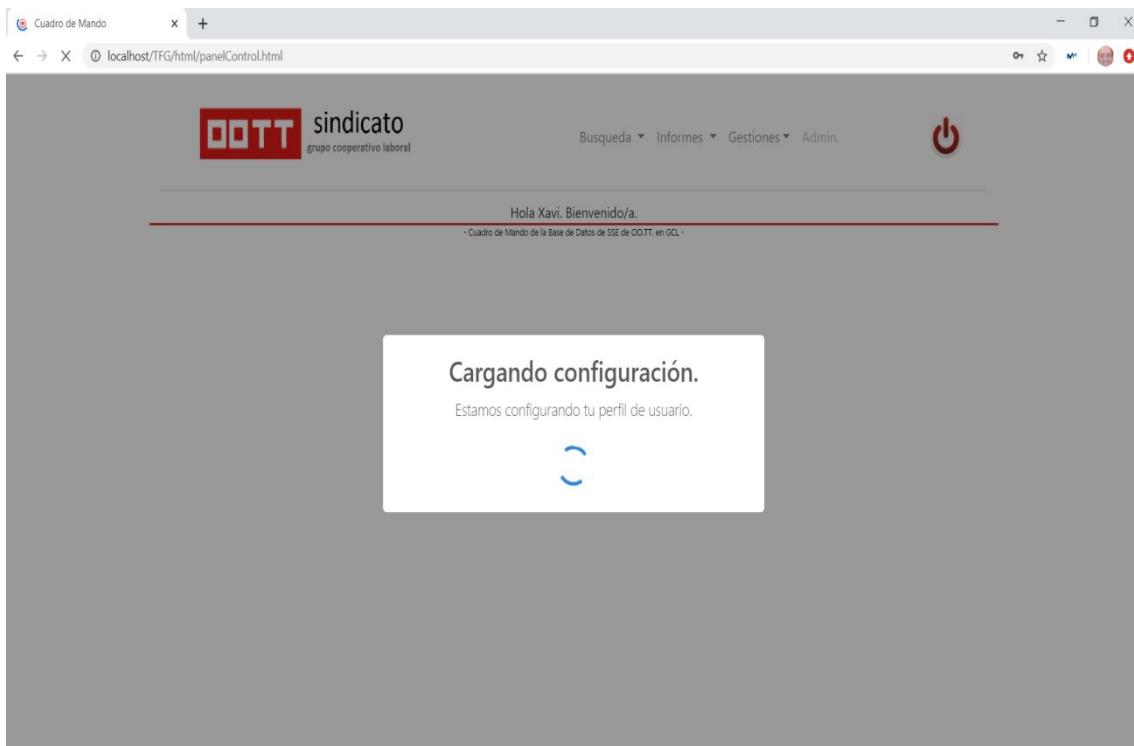 Cuadro de Mando
localhost/TFG/html/panelControl.html
OOTT sindicato
grupo cooperativo laboral
Busqueda Informes Gestiones Admin.
Hola Xavi. Bienvenido/a.
- Cuadro de Mando de la Base de Datos de SSE de OO.TT. en GCL -
Cargando configuración.
Estamos configurando tu perfil de usuario.